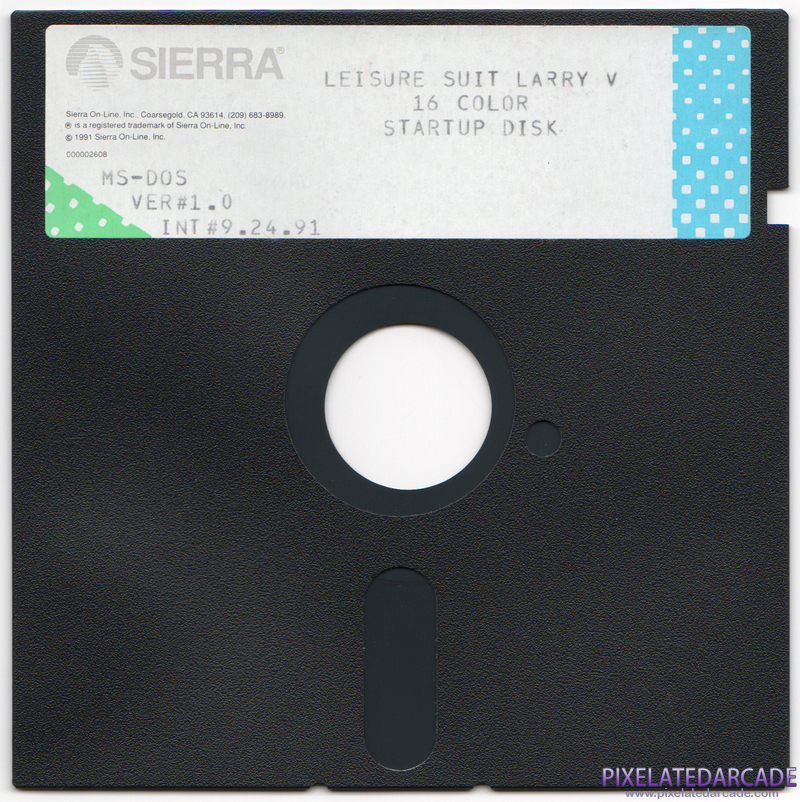 SIERRA®
LEISURE SUIT LARRY V
16 COLOR
STARTUP DISK
Sierra On-Line, Inc., Coarsegold, CA 93614, (209) 683-8989.
® is a registered trademark of Sierra On-Line, Inc.
© 1991 Sierra On-Line, Inc.
000002608
MS-DOS
VER#1.0
INT#9.24.91
PIXELATEDARCADE
www.pixelatedarcade.com